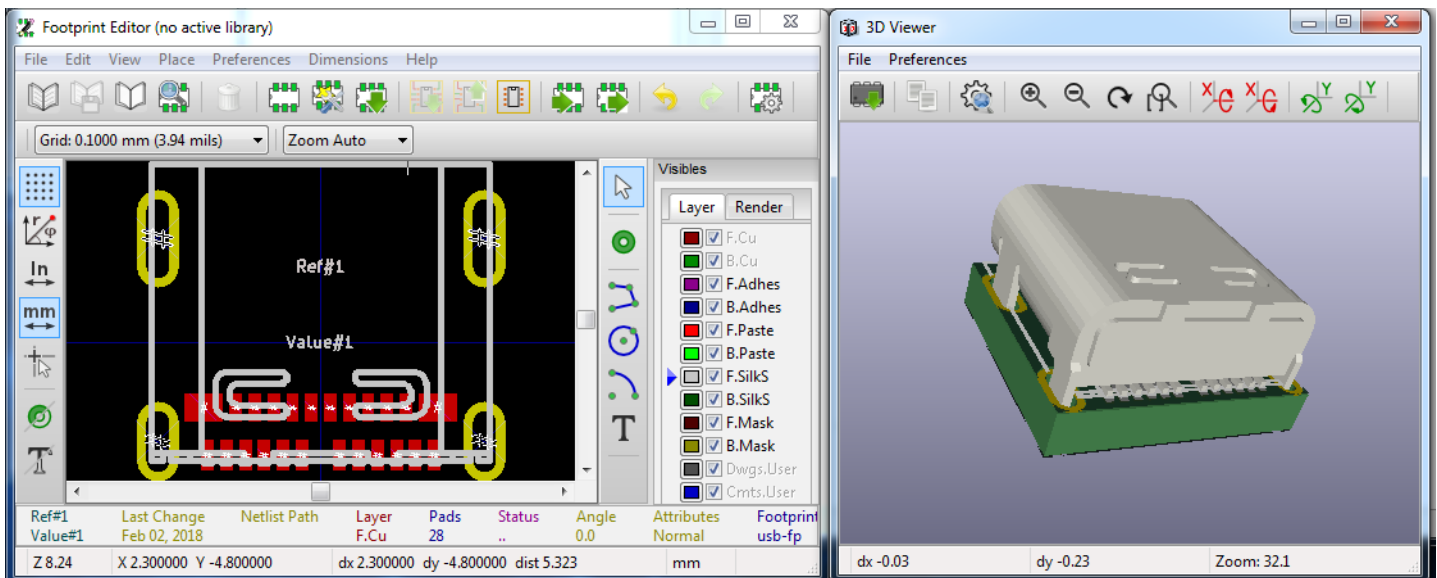 Footprint Editor (no active library)
File Edit View Place Preferences Dimensions Help
Grid: 0.1000 mm (3.94 mils) Zoom Auto
In
mm
Ref#1
Value#1
T
Visibles
Layer Render
F.Cu
B.Cu
F.Adhes
B.Adhes
F.Paste
B.Paste
F.SilkS
B.SilkS
F.Mask
B.Mask
Dwgs.User
Cmts.User
Ref#1 Last Change Netlist Path Layer Pads Status Angle Attributes Footprint
Value#1 Feb 02, 2018 F.Cu 28 .. 0.0 Normal usb-fp
Z 8.24 X 2.300000 Y -4.800000 dx 2.300000 dy -4.800000 dist 5.323 mm
3D Viewer
File Preferences
X X Y Y
dx -0.03 dy -0.23 Zoom: 32.1